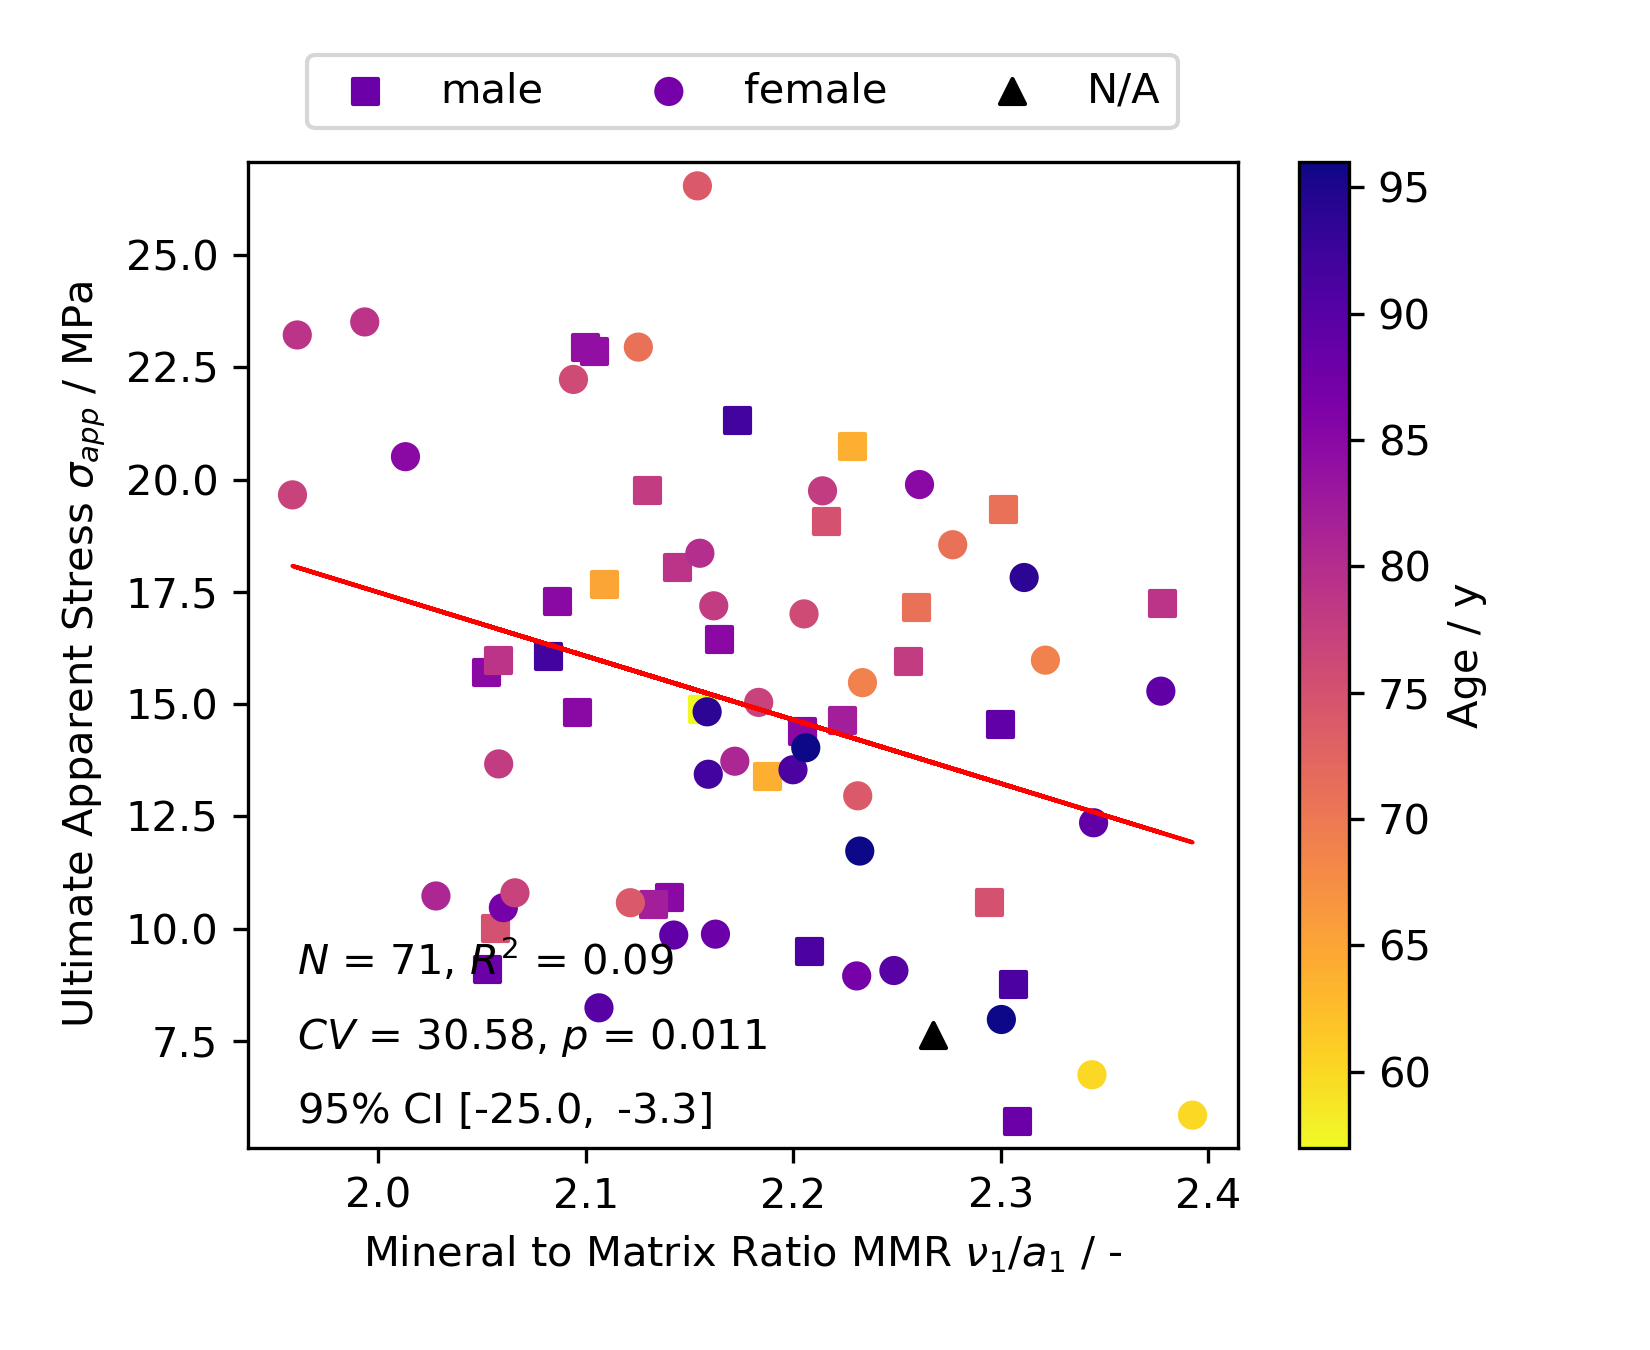 male female N/A
25.0
22.5
20.0
17.5
15.0
12.5
10.0
7.5
Ultimate Apparent Stress σapp / MPa
N = 71, R² = 0.09
CV = 30.58, p = 0.011
95% CI [-25.0, -3.3]
2.0 2.1 2.2 2.3 2.4
Mineral to Matrix Ratio MMR ν₁/a₁ / -
95
90
85
80
75
70
65
60
Age / y